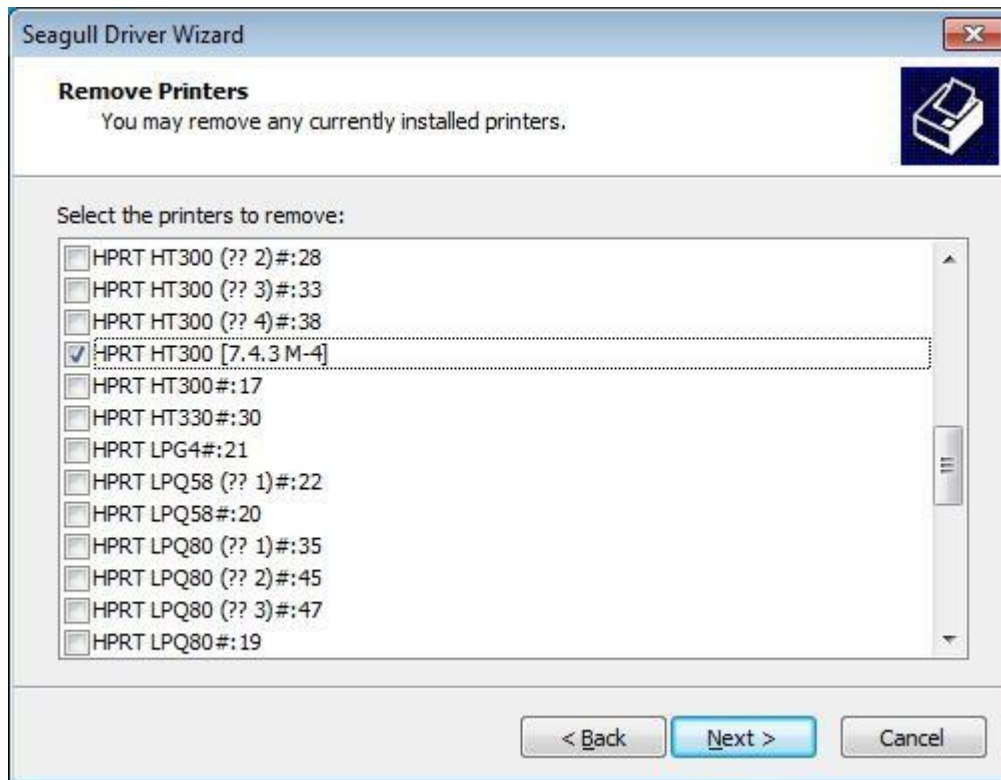 Seagull Driver Wizard
Remove Printers
You may remove any currently installed printers.
Select the printers to remove:
HPRT HT300 (?? 2)#:28
HPRT HT300 (?? 3)#:33
HPRT HT300 (?? 4)#:38
HPRT HT300 [7.4.3 M-4]
HPRT HT300#:17
HPRT HT330#:30
HPRT LPG4#:21
HPRT LPQ58 (?? 1)#:22
HPRT LPQ58#:20
HPRT LPQ80 (?? 1)#:35
HPRT LPQ80 (?? 2)#:45
HPRT LPQ80 (?? 3)#:47
HPRT LPQ80#:19
< Back Next > Cancel